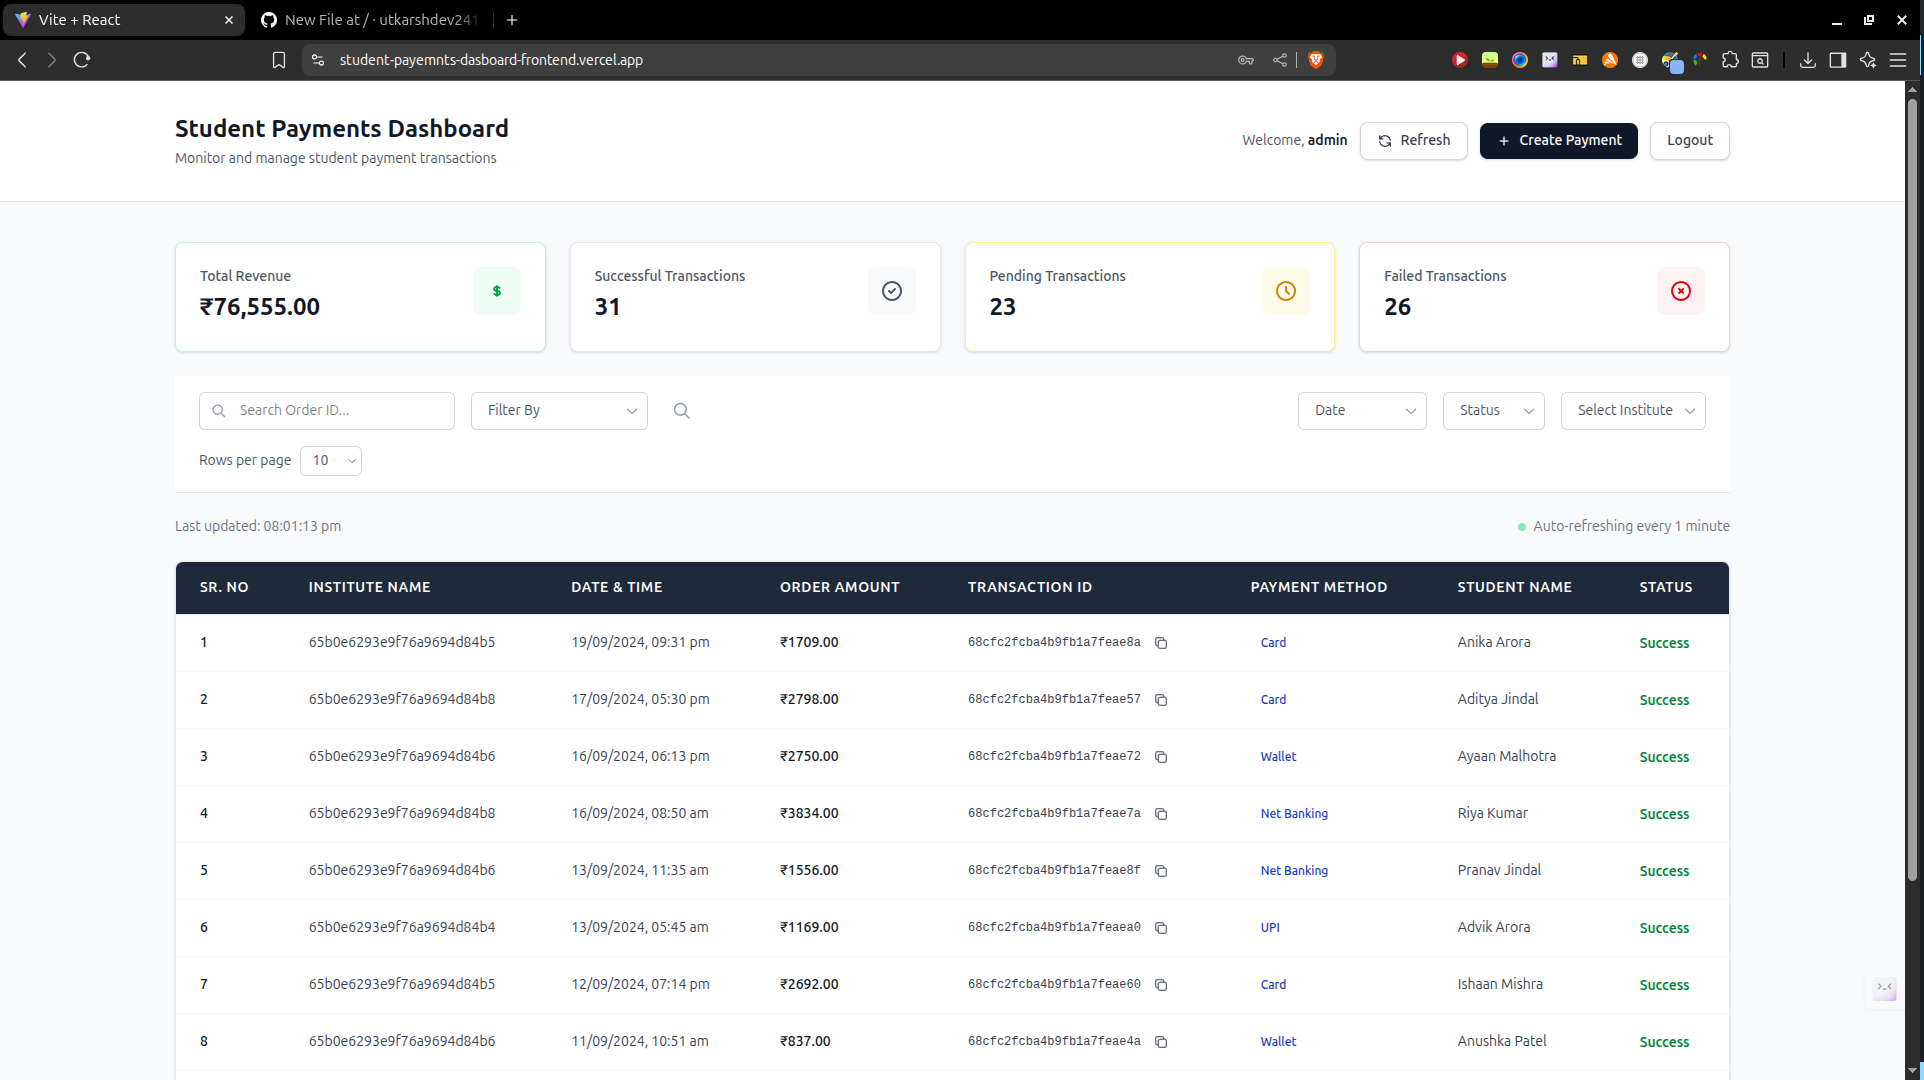 Vite + React
New File at / · utkarshdev241
student-payemnts-dasboard-frontend.vercel.app
Student Payments Dashboard
Monitor and manage student payment transactions
Welcome, admin
Refresh
+ Create Payment
Logout
Total Revenue
₹76,555.00
$
Successful Transactions
31
Pending Transactions
23
Failed Transactions
26
Search Order ID...
Filter By
Date
Status
Select Institute
Rows per page 10
Last updated: 08:01:13 pm
Auto-refreshing every 1 minute
SR. NO INSTITUTE NAME DATE & TIME ORDER AMOUNT TRANSACTION ID PAYMENT METHOD STUDENT NAME STATUS
1 65b0e6293e9f76a9694d84b5 19/09/2024, 09:31 pm ₹1709.00 68cfc2fcba4b9fb1a7feae8a Card Anika Arora Success
2 65b0e6293e9f76a9694d84b8 17/09/2024, 05:30 pm ₹2798.00 68cfc2fcba4b9fb1a7feae57 Card Aditya Jindal Success
3 65b0e6293e9f76a9694d84b6 16/09/2024, 06:13 pm ₹2750.00 68cfc2fcba4b9fb1a7feae72 Wallet Ayaan Malhotra Success
4 65b0e6293e9f76a9694d84b8 16/09/2024, 08:50 am ₹3834.00 68cfc2fcba4b9fb1a7feae7a Net Banking Riya Kumar Success
5 65b0e6293e9f76a9694d84b6 13/09/2024, 11:35 am ₹1556.00 68cfc2fcba4b9fb1a7feae8f Net Banking Pranav Jindal Success
6 65b0e6293e9f76a9694d84b4 13/09/2024, 05:45 am ₹1169.00 68cfc2fcba4b9fb1a7feaea0 UPI Advik Arora Success
7 65b0e6293e9f76a9694d84b5 12/09/2024, 07:14 pm ₹2692.00 68cfc2fcba4b9fb1a7feae60 Card Ishaan Mishra Success
8 65b0e6293e9f76a9694d84b6 11/09/2024, 10:51 am ₹837.00 68cfc2fcba4b9fb1a7feae4a Wallet Anushka Patel Success